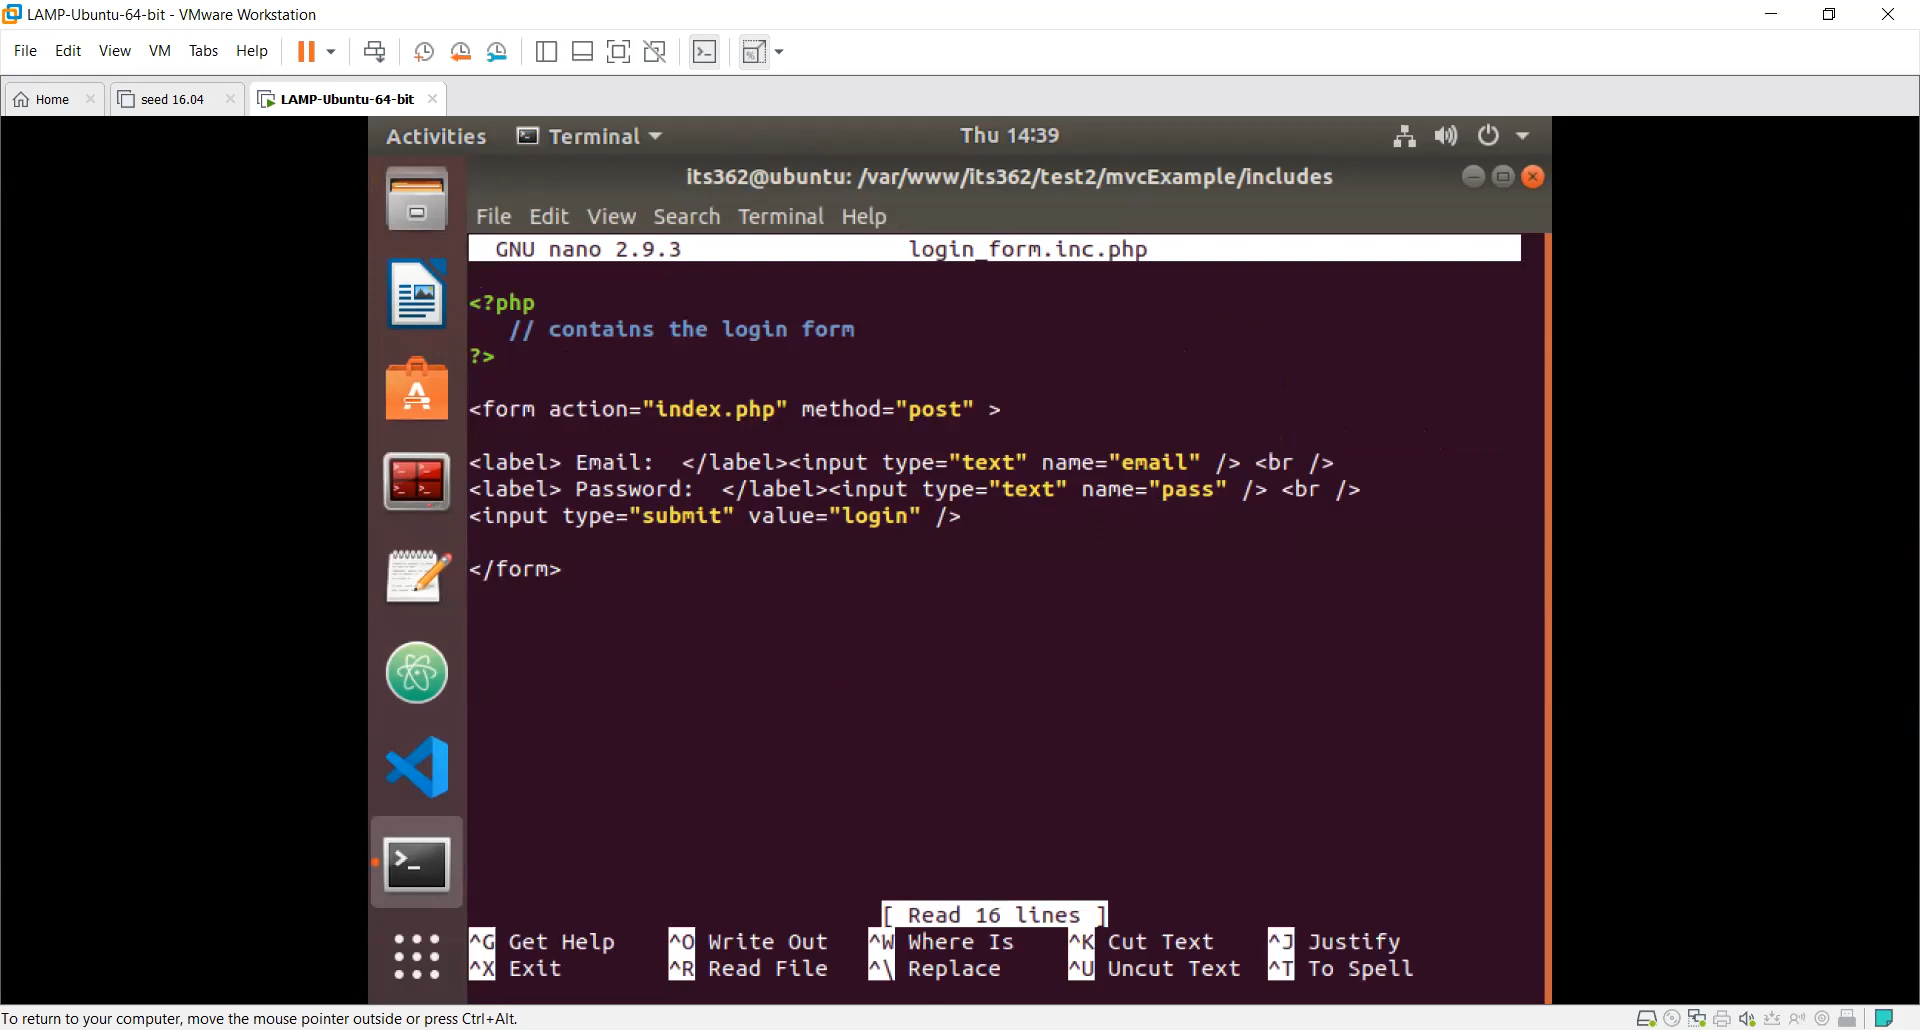 LAMP-Ubuntu-64-bit - VMware Workstation
File Edit View VM Tabs Help
Home seed 16.04 LAMP-Ubuntu-64-bit
Activities Terminal Thu 14:39
its362@ubuntu: /var/www/its362/test2/mvcExample/includes
File Edit View Search Terminal Help
GNU nano 2.9.3 login_form.inc.php
<?php
// contains the login form
?>
<form action="index.php" method="post" >
<label> Email:  </label><input type="text" name="email" /> <br />
<label> Password:  </label><input type="text" name="pass" /> <br />
<input type="submit" value="login" />
</form>
[ Read 16 lines ]
^G Get Help ^O Write Out ^W Where Is ^K Cut Text ^J Justify
^X Exit ^R Read File ^\ Replace ^U Uncut Text ^T To Spell
To return to your computer, move the mouse pointer outside or press Ctrl+Alt.